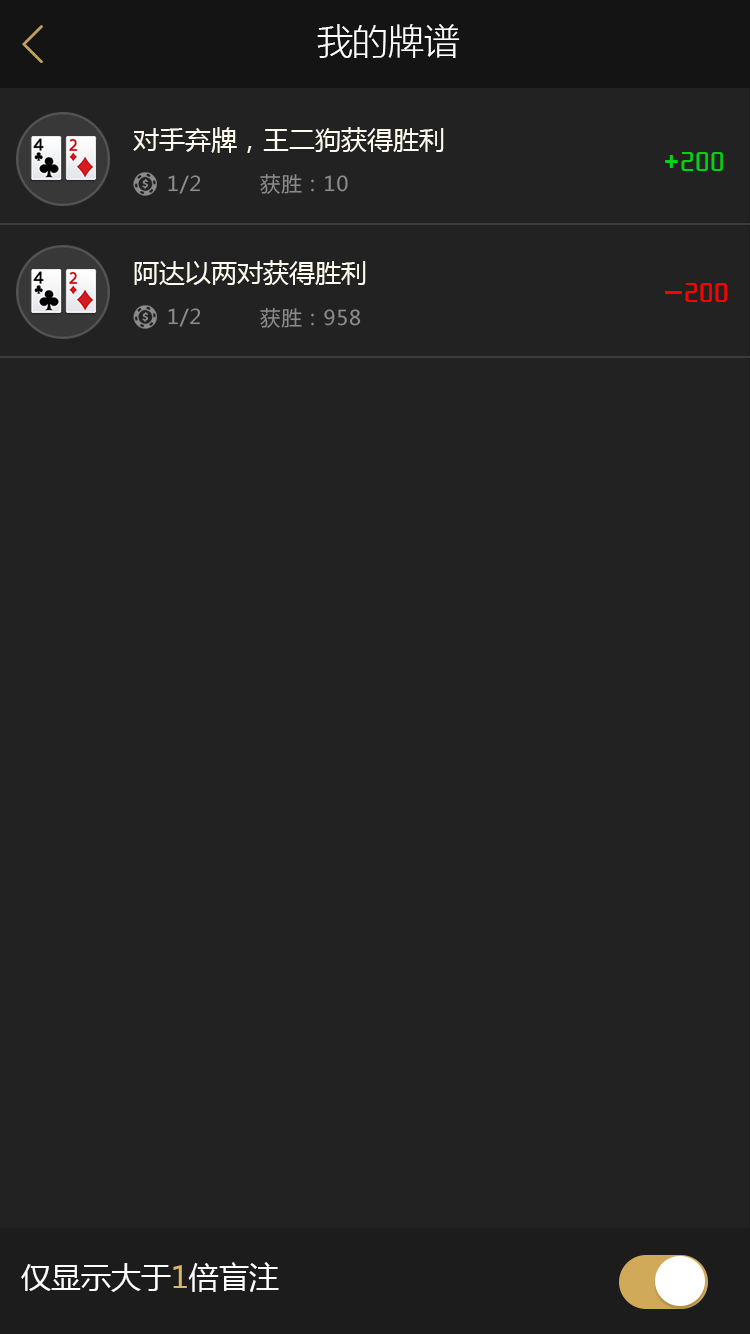 我的牌谱
4 2
对手弃牌，王二狗获得胜利
1/2 获胜：10
+200
4 2
阿达以两对获得胜利
1/2 获胜：958
-200
仅显示大于1倍盲注